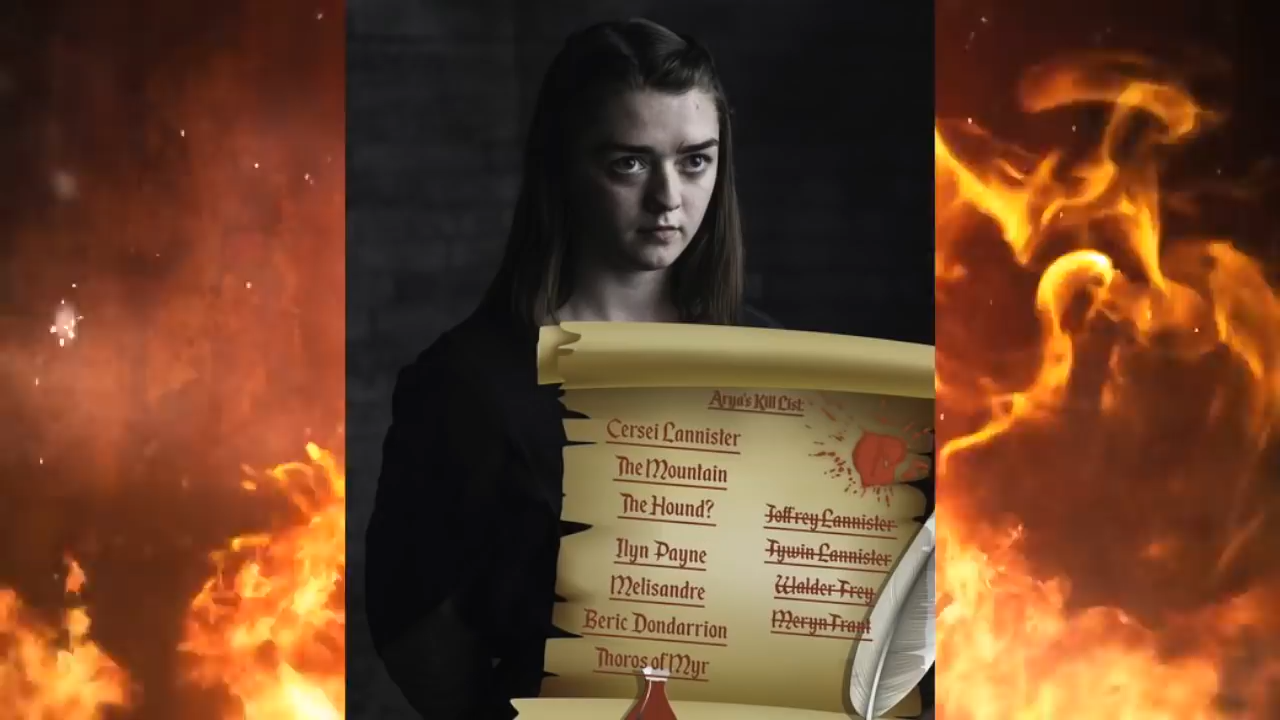 Arya's Kill List:
Cersei Lannister
The Mountain
The Hound?
Ilyn Payne
Melisandre
Beric Dondarrion
Thoros of Myr
Joffrey Lannister
Tywin Lannister
Walder Frey
Meryn Trant